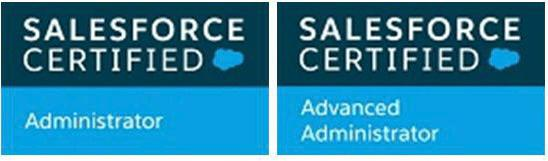 SALESFORCE
CERTIFIED
Administrator
SALESFORCE
CERTIFIED
Advanced
Administrator